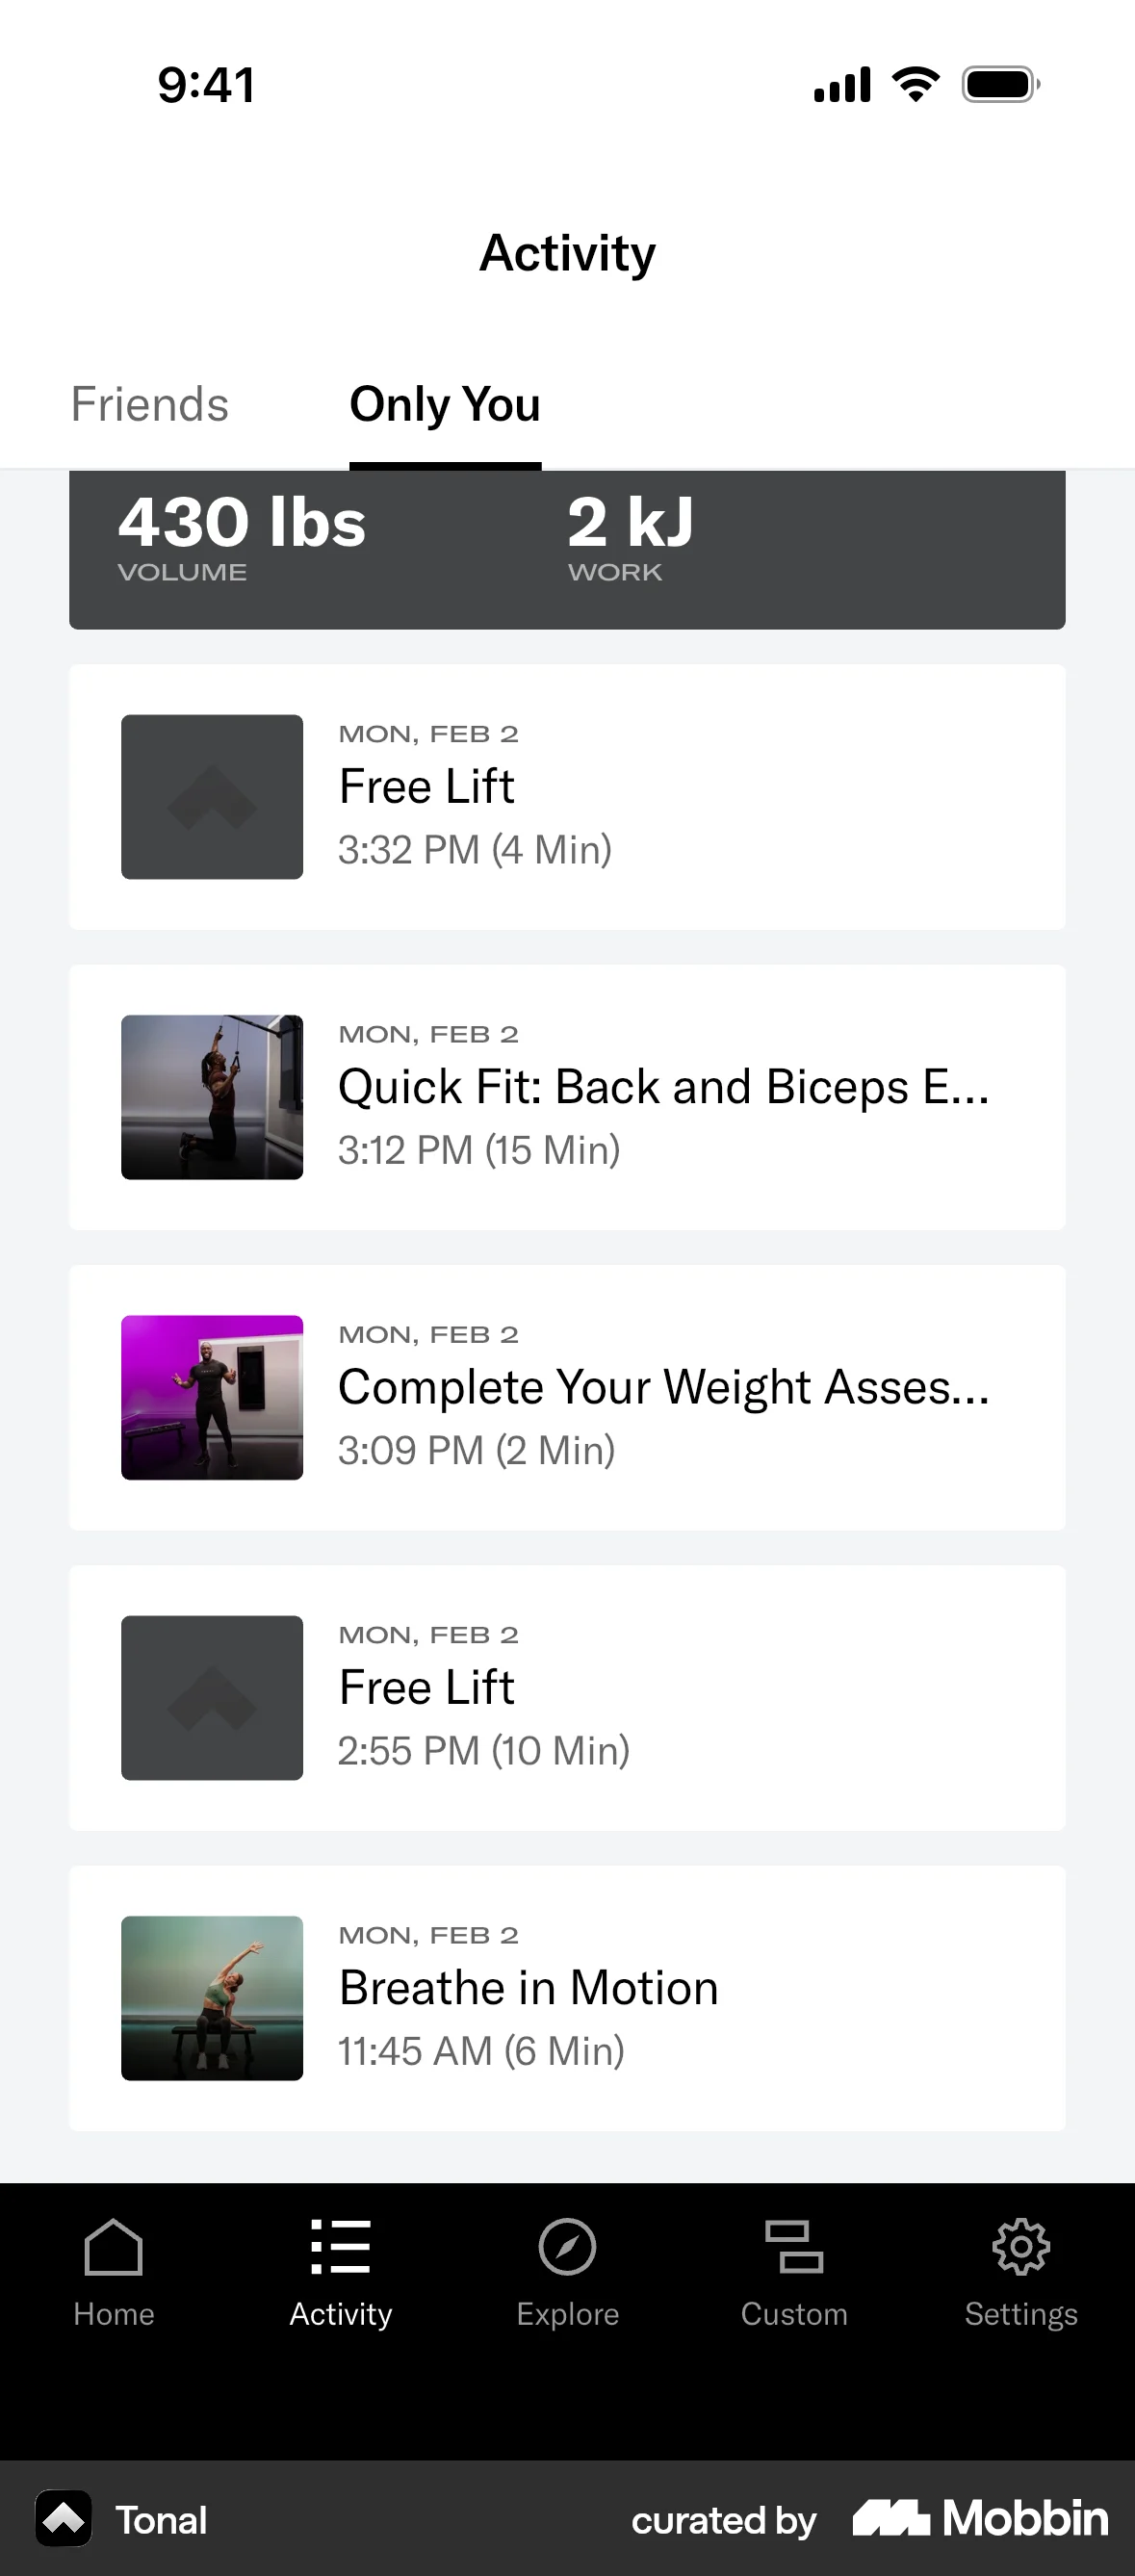 9:41
Activity
Friends Only You
430 lbs 2 kJ
VOLUME WORK
MON, FEB 2
Free Lift
3:32 PM (4 Min)
MON, FEB 2
Quick Fit: Back and Biceps E...
3:12 PM (15 Min)
MON, FEB 2
Complete Your Weight Asses...
3:09 PM (2 Min)
MON, FEB 2
Free Lift
2:55 PM (10 Min)
MON, FEB 2
Breathe in Motion
11:45 AM (6 Min)
Home Activity Explore Custom Settings
Tonal curated by Mobbin